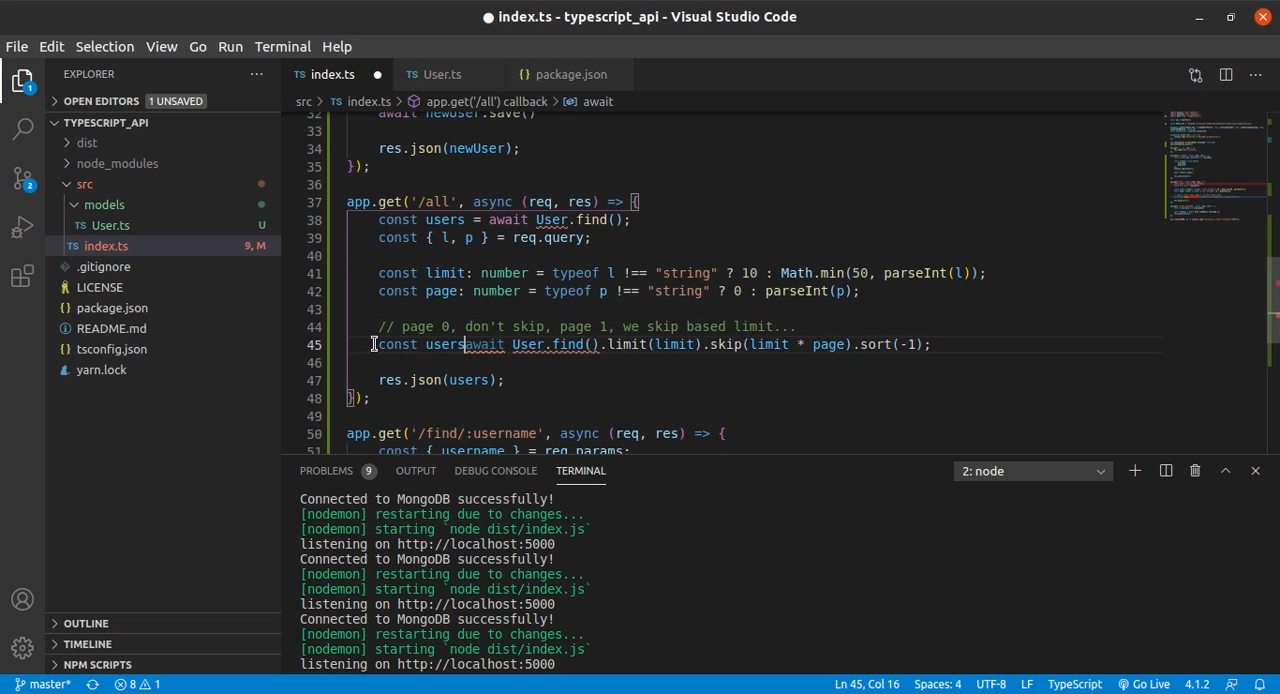 ● index.ts - typescript_api - Visual Studio Code
File Edit Selection View Go Run Terminal Help
EXPLORER ···
TS index.ts ●
TS User.ts
{} package.json
src > TS index.ts > app.get('/all') callback > await
1
2
OPEN EDITORS 1 UNSAVED
TYPESCRIPT_API
dist
node_modules
src
models
TS User.ts U
TS index.ts 9, M
.gitignore
LICENSE
{} package.json
README.md
tsconfig.json
yarn.lock
OUTLINE
TIMELINE
NPM SCRIPTS
32 await newUser.save()
33
34 res.json(newUser);
35 });
36
37 app.get('/all', async (req, res) => {
38 const users = await User.find();
39 const { l, p } = req.query;
40
41 const limit: number = typeof l !== "string" ? 10 : Math.min(50, parseInt(l));
42 const page: number = typeof p !== "string" ? 0 : parseInt(p);
43
44 // page 0, don't skip, page 1, we skip based limit...
45 const usersawait User.find().limit(limit).skip(limit * page).sort(-1);
46
47 res.json(users);
48 });
49
50 app.get('/find/:username', async (req, res) => {
51 const { username } = req.params;
PROBLEMS 9 OUTPUT DEBUG CONSOLE TERMINAL
2: node
Connected to MongoDB successfully!
[nodemon] restarting due to changes...
[nodemon] starting `node dist/index.js`
listening on http://localhost:5000
Connected to MongoDB successfully!
[nodemon] restarting due to changes...
[nodemon] starting `node dist/index.js`
listening on http://localhost:5000
Connected to MongoDB successfully!
[nodemon] restarting due to changes...
[nodemon] starting `node dist/index.js`
listening on http://localhost:5000
master* 8 1
Ln 45, Col 16 Spaces: 4 UTF-8 LF TypeScript Go Live 4.1.2